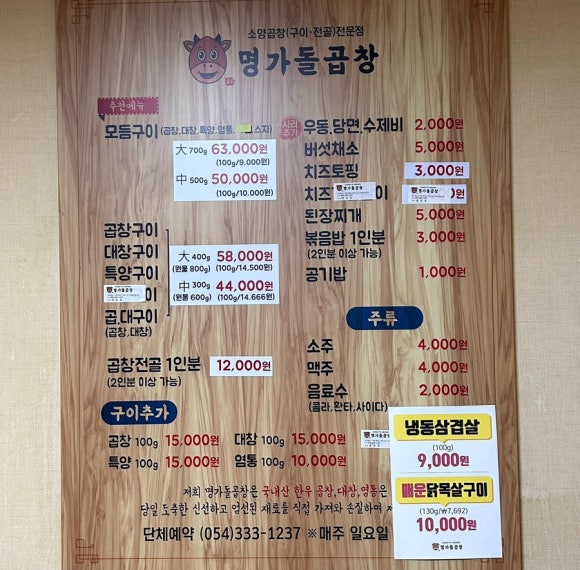 소양곱창(구이·전골)전문점
명가돌곱창
추천메뉴
모듬구이(곱창,대창,특양,염통, 스지)
大 700g 63,000원
(100g/9,000원)
中 500g 50,000원
(100g/10,000원)
곱창구이
대창구이
특양구이
이
곱,대구이
(곱창,대창)
大 400g 58,000원
(원물 800g) (100g/14.500원)
中 300g 44,000원
(원물 600g) (100g/14.666원)
곱창전골 1인분 12,000원
(2인분 이상 가능)
구이추가
곱창 100g 15,000원 대창 100g 15,000원
특양 100g 15,000원 염통 100g 10,000원
사리추가
우동,당면,수제비 2,000원
버섯채소 5,000원
치즈토핑 3,000원
치즈 명가돌곱창 이 원
된장찌개 5,000원
볶음밥 1인분 3,000원
(2인분 이상 가능)
공기밥 1,000원
주류
소주 4,000원
맥주 4,000원
음료수 2,000원
(콜라,환타,사이다)
냉동삼겹살
(100g)
9,000원
매운닭목살구이
(130g/₩7,692)
10,000원
명가돌곱창
저희 명가돌곱창은 국내산 한우 곱창,대창,염통은
당일 도축한 신선하고 엄선된 재료를 직접 가져와 손질하여
단체예약 (054)333-1237 ※매주 일요일